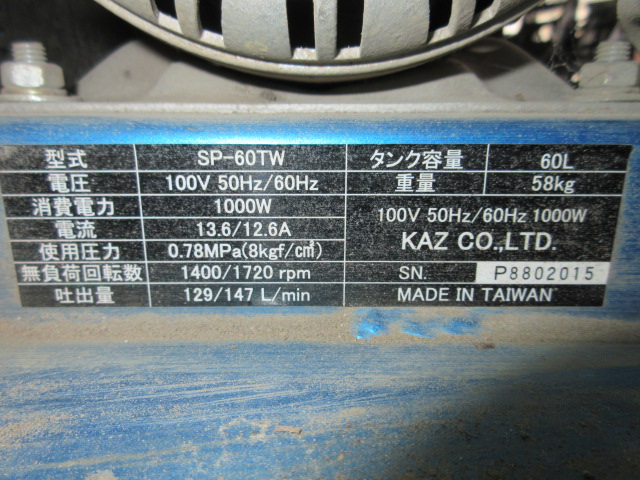 型式 SP-60TW
電圧 100V 50Hz/60Hz
消費電力 1000W
電流 13.6/12.6A
使用圧力 0.78MPa(8kgf/c㎡)
無負荷回転数 1400/1720 rpm
吐出量 129/147 L/min
タンク容量 60L
重量 58kg
100V 50Hz/60Hz 1000W
KAZ CO.,LTD.
SN. P8802015
MADE IN TAIWAN